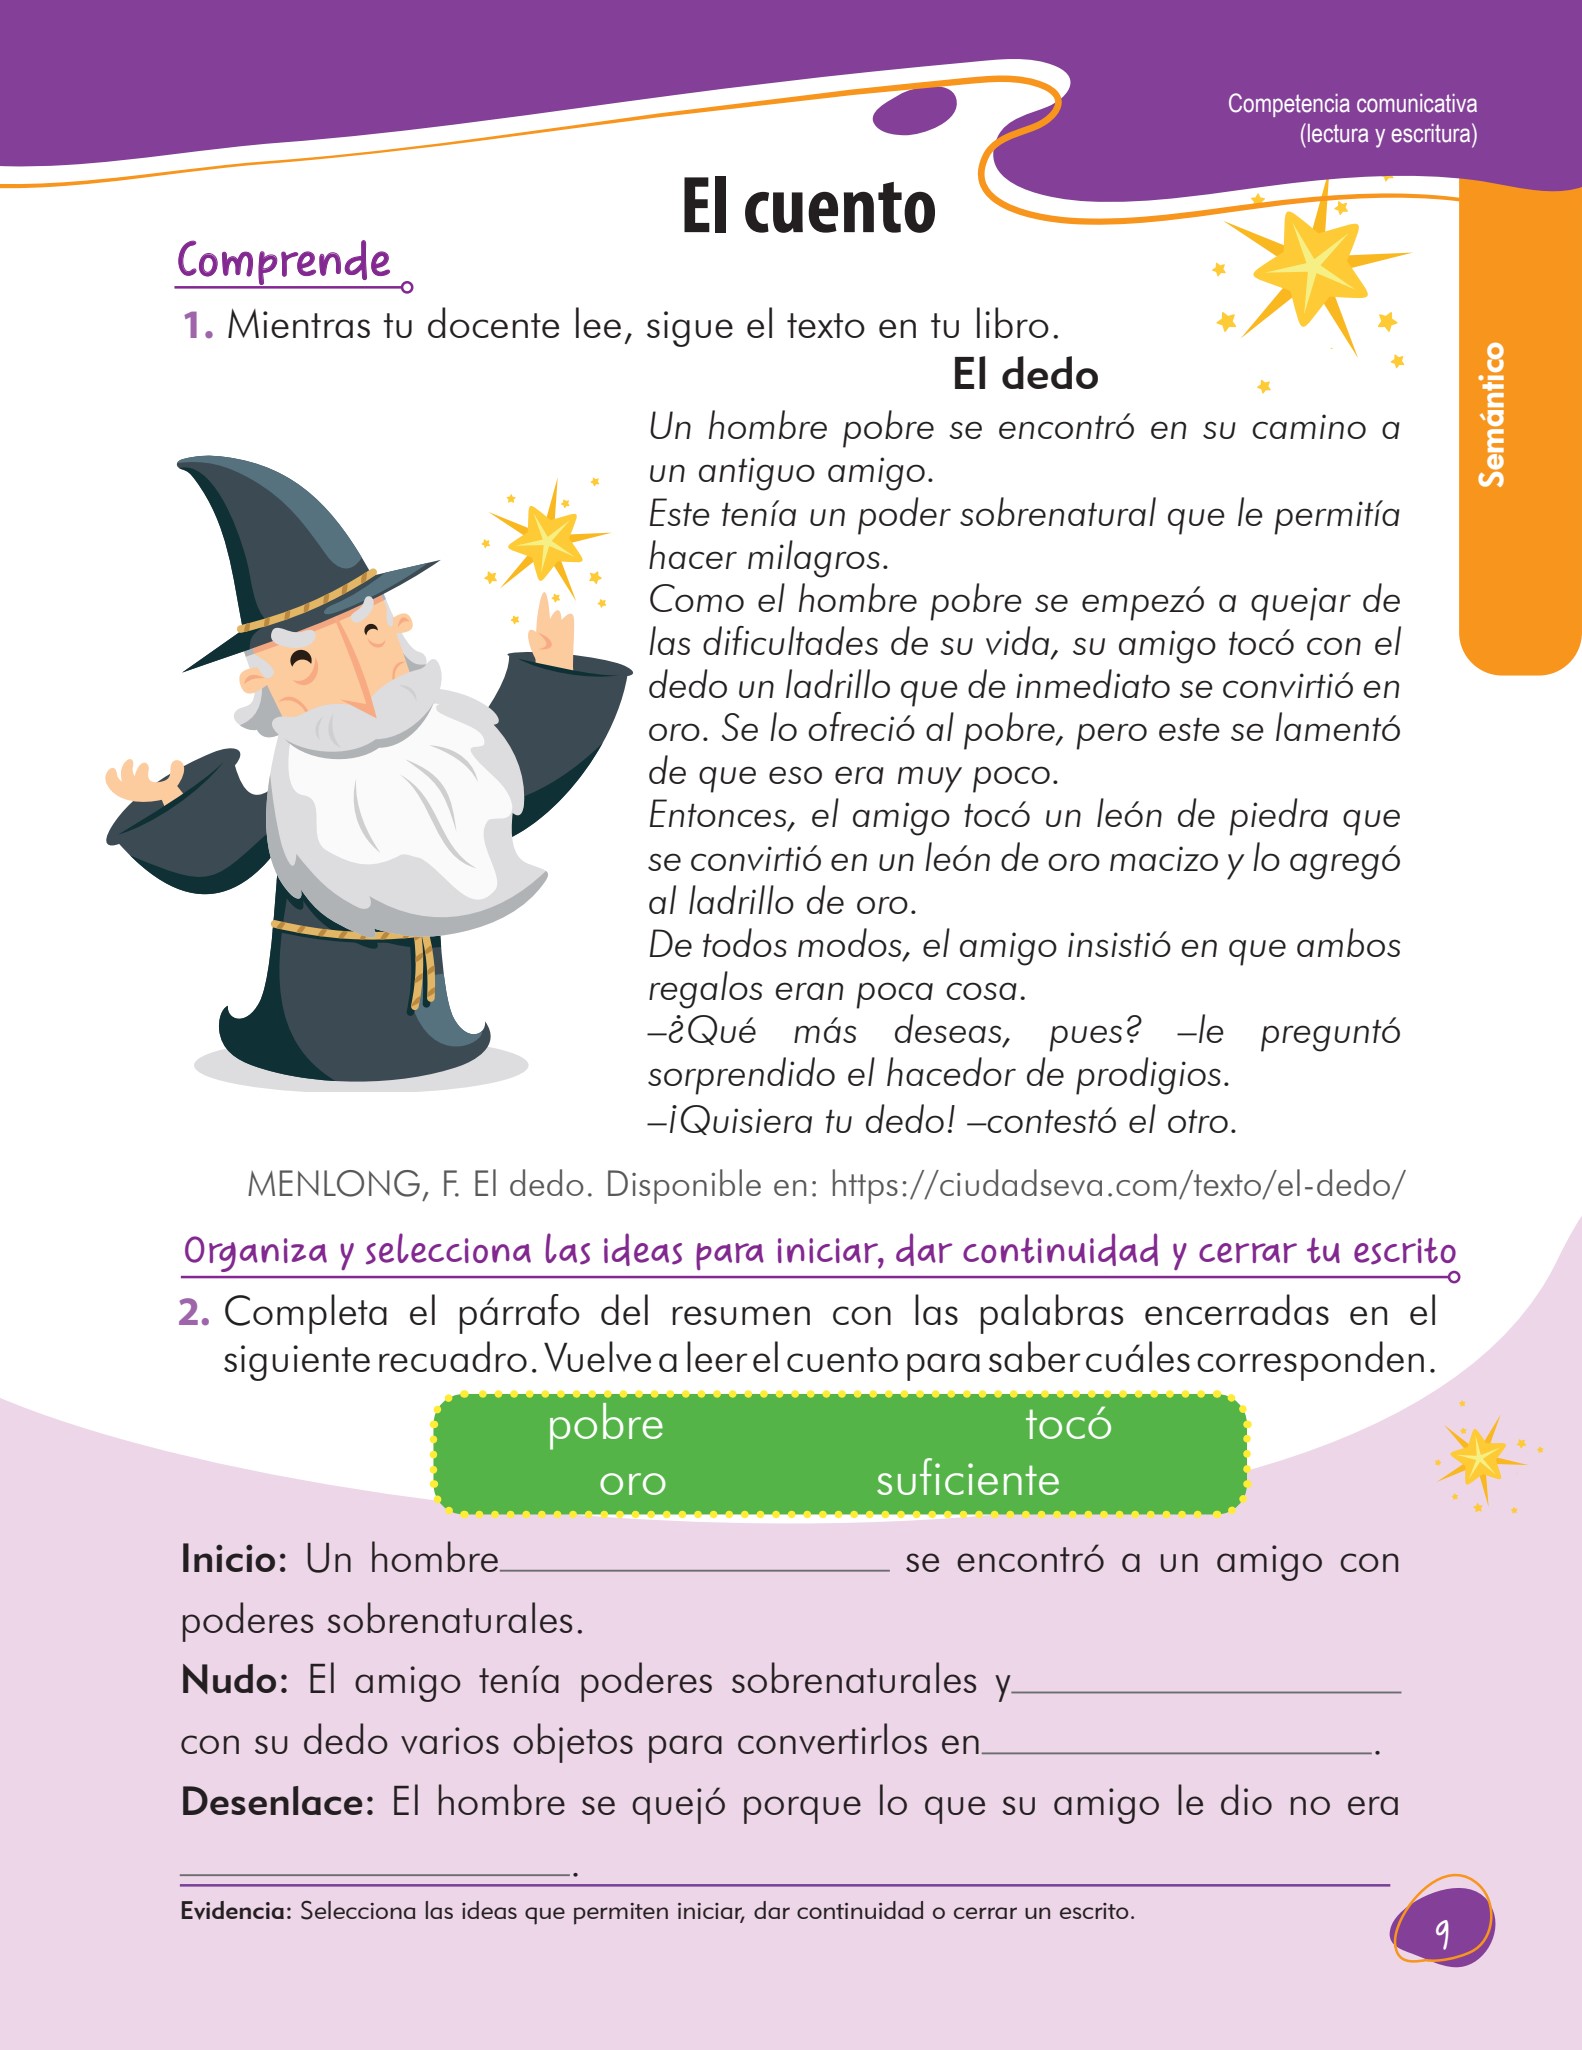 Competencia comunicativa
(lectura y escritura)
El cuento
Comprende
1. Mientras tu docente lee, sigue el texto en tu libro.
Semántico
El dedo
Un hombre pobre se encontró en su camino a
un antiguo amigo.
Este tenía un poder sobrenatural que le permitía
hacer milagros.
Como el hombre pobre se empezó a quejar de
las dificultades de su vida, su amigo tocó con el
dedo un ladrillo que de inmediato se convirtió en
oro. Se lo ofreció al pobre, pero este se lamentó
de que eso era muy poco.
Entonces, el amigo tocó un león de piedra que
se convirtió en un león de oro macizo y lo agregó
al ladrillo de oro.
De todos modos, el amigo insistió en que ambos
regalos eran poca cosa.
–¿Qué más deseas, pues? –le preguntó
sorprendido el hacedor de prodigios.
–¡Quisiera tu dedo! –contestó el otro.
MENLONG, F. El dedo. Disponible en: https://ciudadseva.com/texto/el-dedo/
Organiza y selecciona las ideas para iniciar, dar continuidad y cerrar tu escrito
2. Completa el párrafo del resumen con las palabras encerradas en el
siguiente recuadro. Vuelve a leer el cuento para saber cuáles corresponden.
pobre tocó
oro suficiente
Inicio: Un hombre____________ se encontró a un amigo con
poderes sobrenaturales.
Nudo: El amigo tenía poderes sobrenaturales y____________
con su dedo varios objetos para convertirlos en____________.
Desenlace: El hombre se quejó porque lo que su amigo le dio no era
____________.
Evidencia: Selecciona las ideas que permiten iniciar, dar continuidad o cerrar un escrito.
9